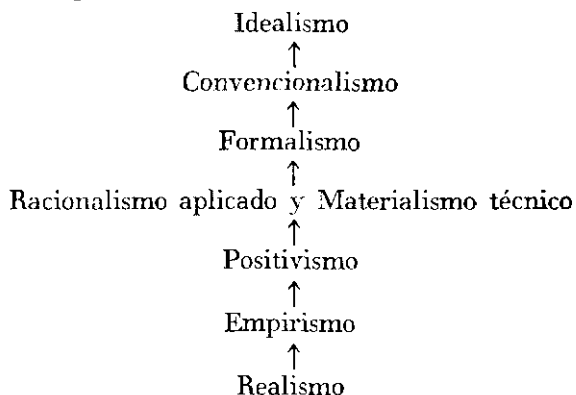 Idealismo
↑
Convencionalismo
↑
Formalismo
↑
Racionalismo aplicado y Materialismo técnico
↑
Positivismo
↑
Empirismo
↑
Realismo